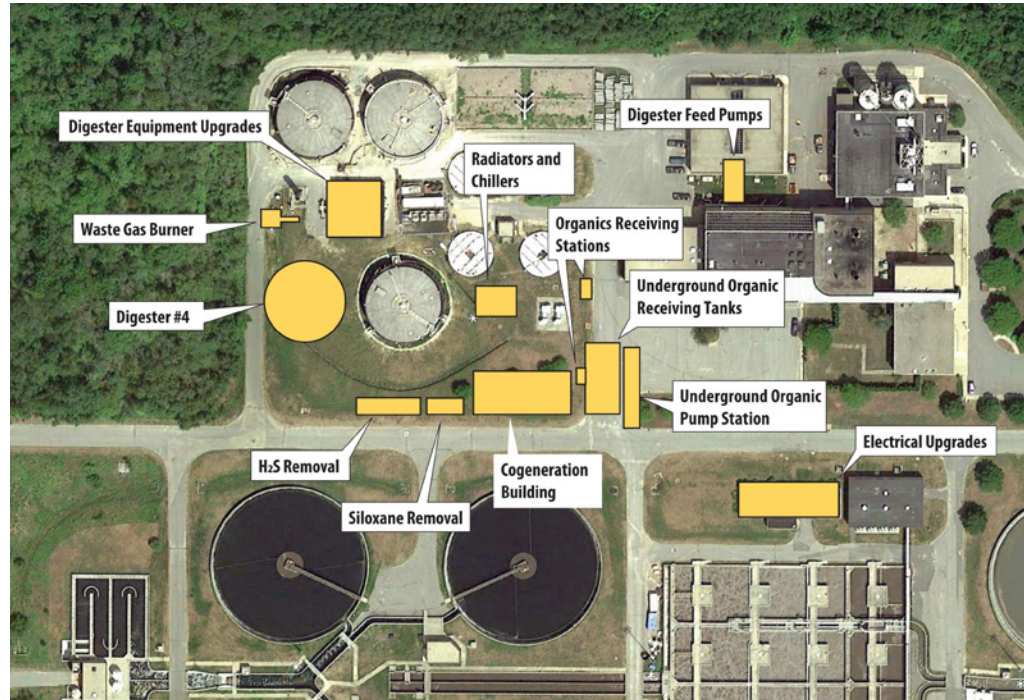 Digester Equipment Upgrades
Digester Feed Pumps
Radiators and
Chillers
Waste Gas Burner
Organics Receiving
Stations
Underground Organic
Receiving Tanks
Digester #4
Underground Organic
Pump Station
H₂S Removal
Siloxane Removal
Cogeneration
Building
Electrical Upgrades